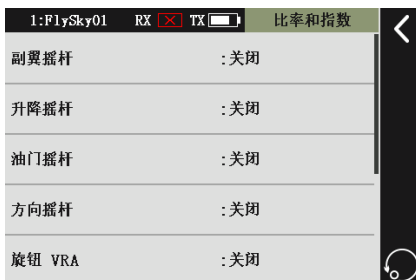 1:FlySky01 RX TX 比率和指数
副翼摇杆 :关闭
升降摇杆 :关闭
油门摇杆 :关闭
方向摇杆 :关闭
旋钮 VRA :关闭